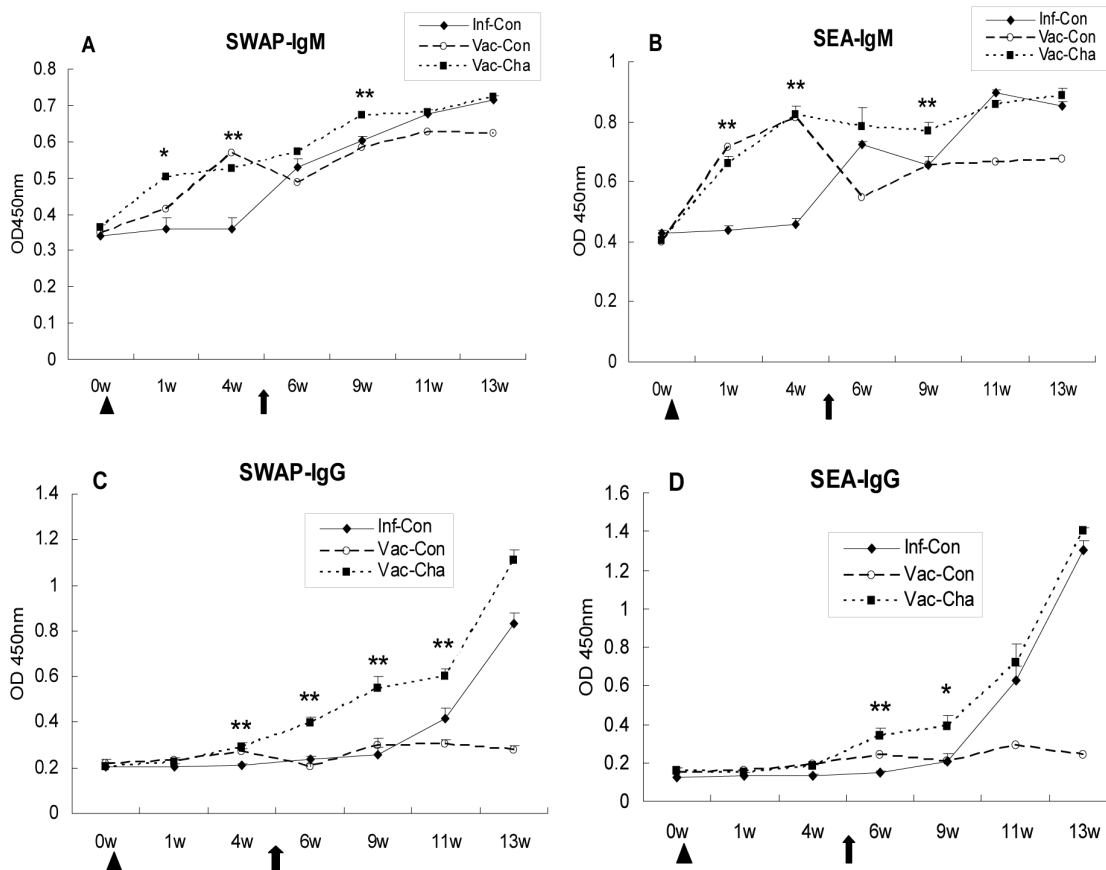 A
SWAP-IgM
Inf-Con
Vac-Con
Vac-Cha
OD450nm
0.8
0.7
0.6
0.5
0.4
0.3
0.2
0.1
0
*
**
**
0w 1w 4w 6w 9w 11w 13w
B
SEA-IgM
Inf-Con
Vac-Con
Vac-Cha
OD 450nm
1
0.8
0.6
0.4
0.2
0
**
**
**
0w 1w 4w 6w 9w 11w 13w
C
SWAP-IgG
Inf-Con
Vac-Con
Vac-Cha
OD 450nm
1.4
1.2
1
0.8
0.6
0.4
0.2
0
**
**
**
**
0w 1w 4w 6w 9w 11w 13w
D
SEA-IgG
Inf-Con
Vac-Con
Vac-Cha
OD 450nm
1.6
1.4
1.2
1
0.8
0.6
0.4
0.2
0
**
*
0w 1w 4w 6w 9w 11w 13w